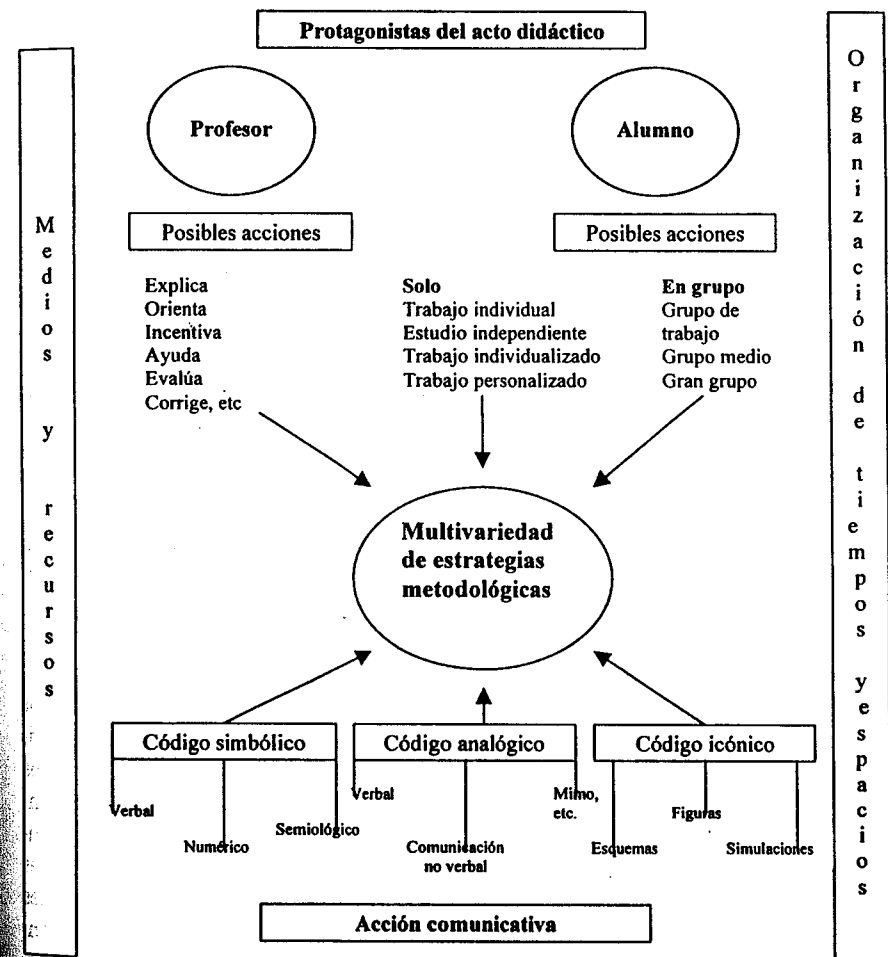 Protagonistas del acto didáctico
Medios y recursos
Organización de tiempos y espacios
Profesor
Alumno
Posibles acciones
Posibles acciones
Explica
Orienta
Incentiva
Ayuda
Evalúa
Corrige, etc
Solo
Trabajo individual
Estudio independiente
Trabajo individualizado
Trabajo personalizado
En grupo
Grupo de
trabajo
Grupo medio
Gran grupo
Multivariedad
de estrategias
metodológicas
Código simbólico
Verbal
Numérico
Semiológico
Código analógico
Verbal
Comunicación
no verbal
Mimo,
etc.
Código icónico
Esquemas
Figuras
Simulaciones
Acción comunicativa